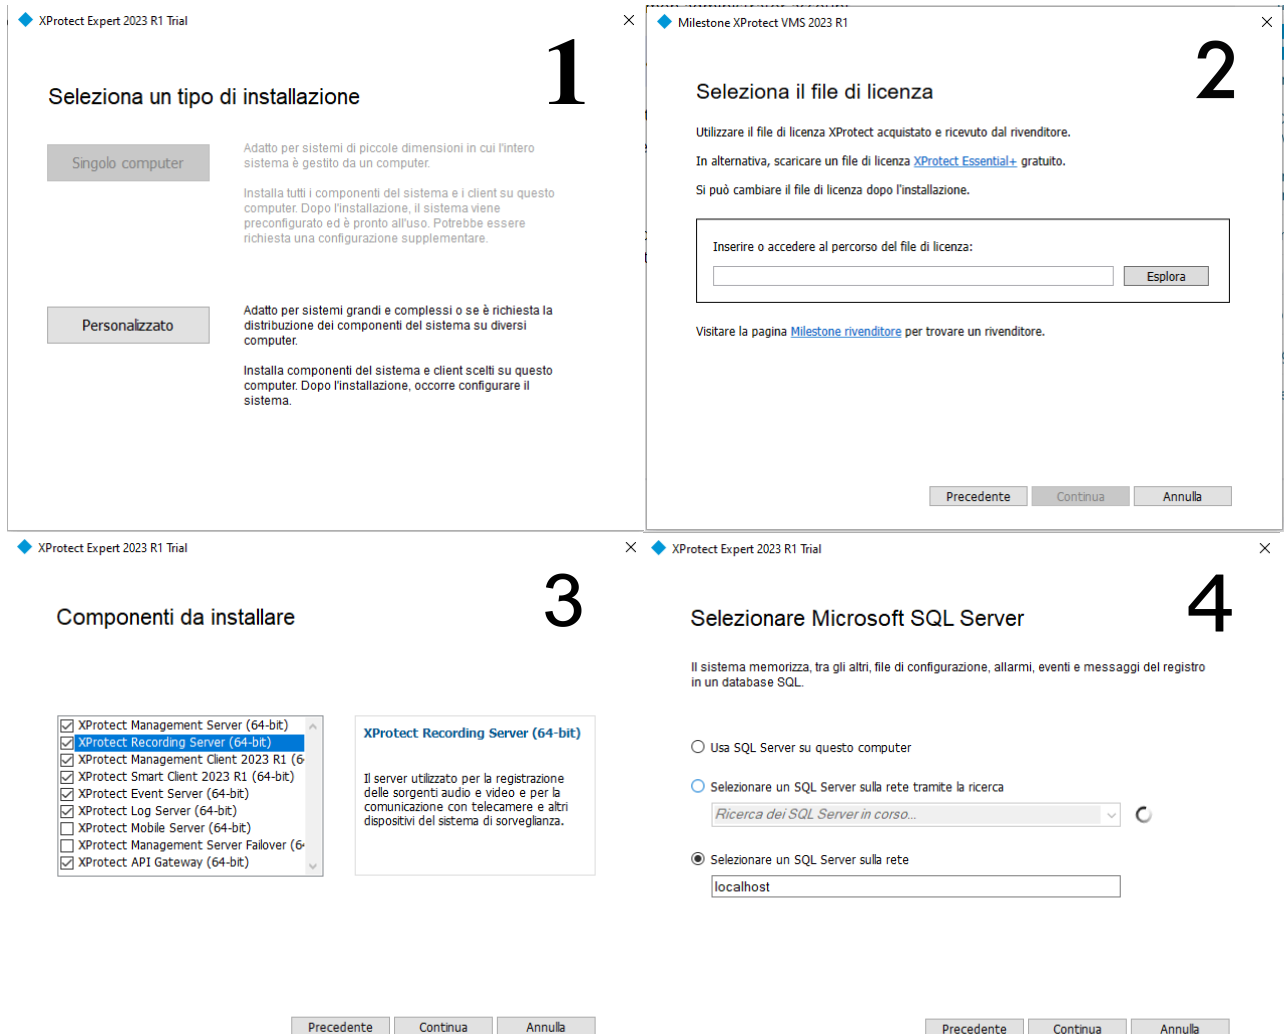 XProtect Expert 2023 R1 Trial
1
Seleziona un tipo di installazione
Singolo computer
Adatto per sistemi di piccole dimensioni in cui l'intero
sistema è gestito da un computer.
Installa tutti i componenti del sistema e i client su questo
computer. Dopo l'installazione, il sistema viene
preconfigurato ed è pronto all'uso. Potrebbe essere
richiesta una configurazione supplementare.
Personalizzato
Adatto per sistemi grandi e complessi o se è richiesta la
distribuzione dei componenti del sistema su diversi
computer.
Installa componenti del sistema e client scelti su questo
computer. Dopo l'installazione, occorre configurare il
sistema.
Milestone XProtect VMS 2023 R1
2
Seleziona il file di licenza
Utilizzare il file di licenza XProtect acquistato e ricevuto dal rivenditore.
In alternativa, scaricare un file di licenza XProtect Essential+ gratuito.
Si può cambiare il file di licenza dopo l'installazione.
Inserire o accedere al percorso del file di licenza:
Esplora
Visitare la pagina Milestone rivenditore per trovare un rivenditore.
Precedente Continua Annulla
XProtect Expert 2023 R1 Trial
3
Componenti da installare
XProtect Management Server (64-bit)
XProtect Recording Server (64-bit)
XProtect Management Client 2023 R1 (6
XProtect Smart Client 2023 R1 (64-bit)
XProtect Event Server (64-bit)
XProtect Log Server (64-bit)
XProtect Mobile Server (64-bit)
XProtect Management Server Failover (6
XProtect API Gateway (64-bit)
XProtect Recording Server (64-bit)
Il server utilizzato per la registrazione
delle sorgenti audio e video e per la
comunicazione con telecamere e altri
dispositivi del sistema di sorveglianza.
Precedente Continua Annulla
XProtect Expert 2023 R1 Trial
4
Selezionare Microsoft SQL Server
Il sistema memorizza, tra gli altri, file di configurazione, allarmi, eventi e messaggi del registro
in un database SQL.
Usa SQL Server su questo computer
Selezionare un SQL Server sulla rete tramite la ricerca
Ricerca dei SQL Server in corso...
Selezionare un SQL Server sulla rete
localhost
Precedente Continua Annulla